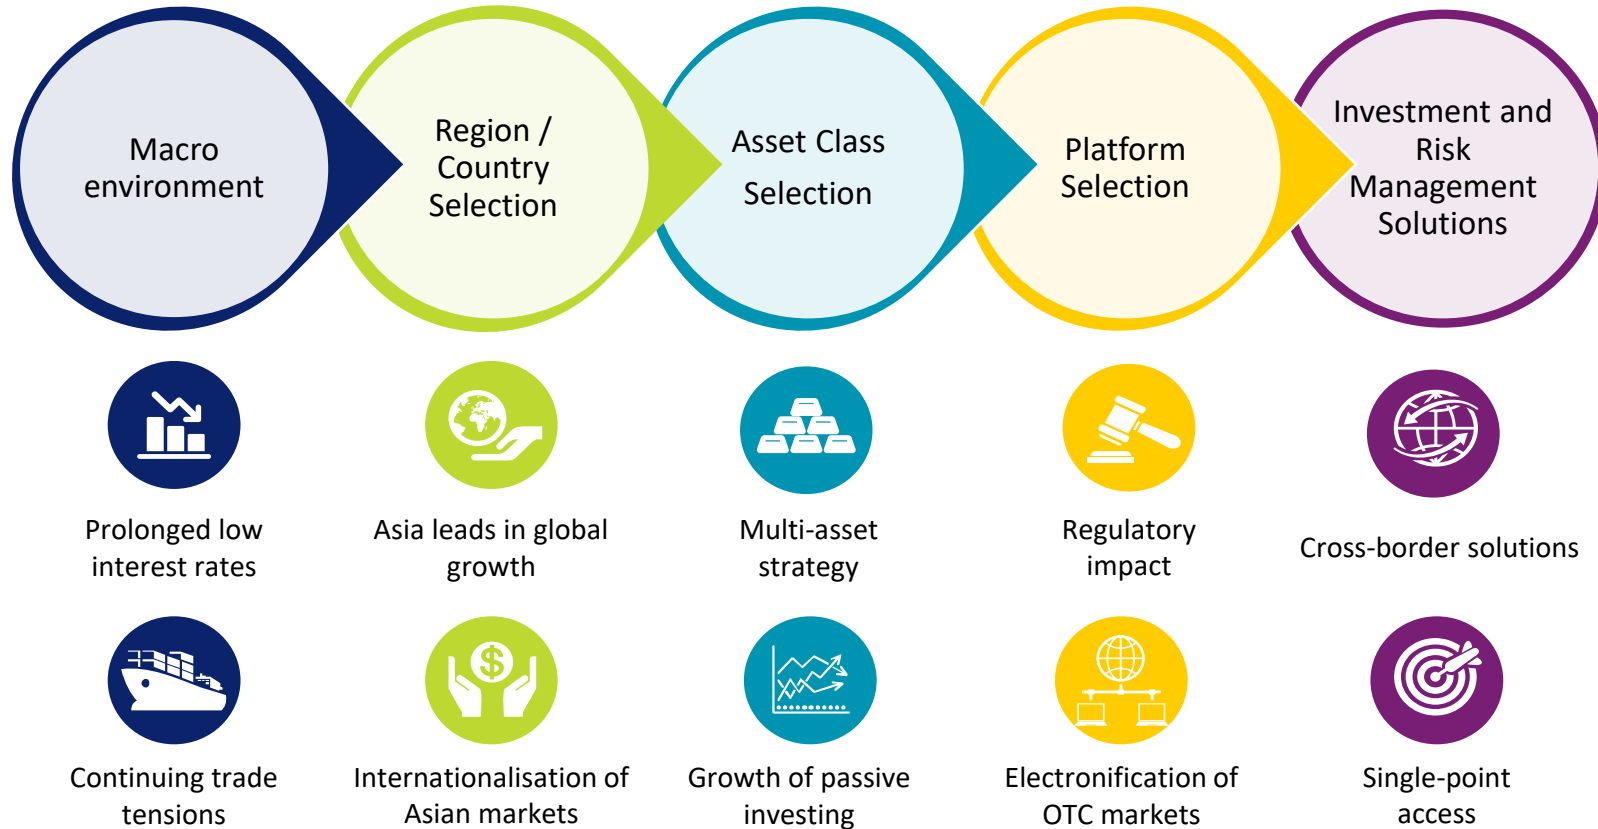 Macro
environment
Region /
Country
Selection
Asset Class
Selection
Platform
Selection
Investment and
Risk
Management
Solutions
Prolonged low
interest rates
Asia leads in global
growth
Multi-asset
strategy
Regulatory
impact
Cross-border solutions
$
Continuing trade
tensions
Internationalisation of
Asian markets
Growth of passive
investing
Electronification of
OTC markets
Single-point
access